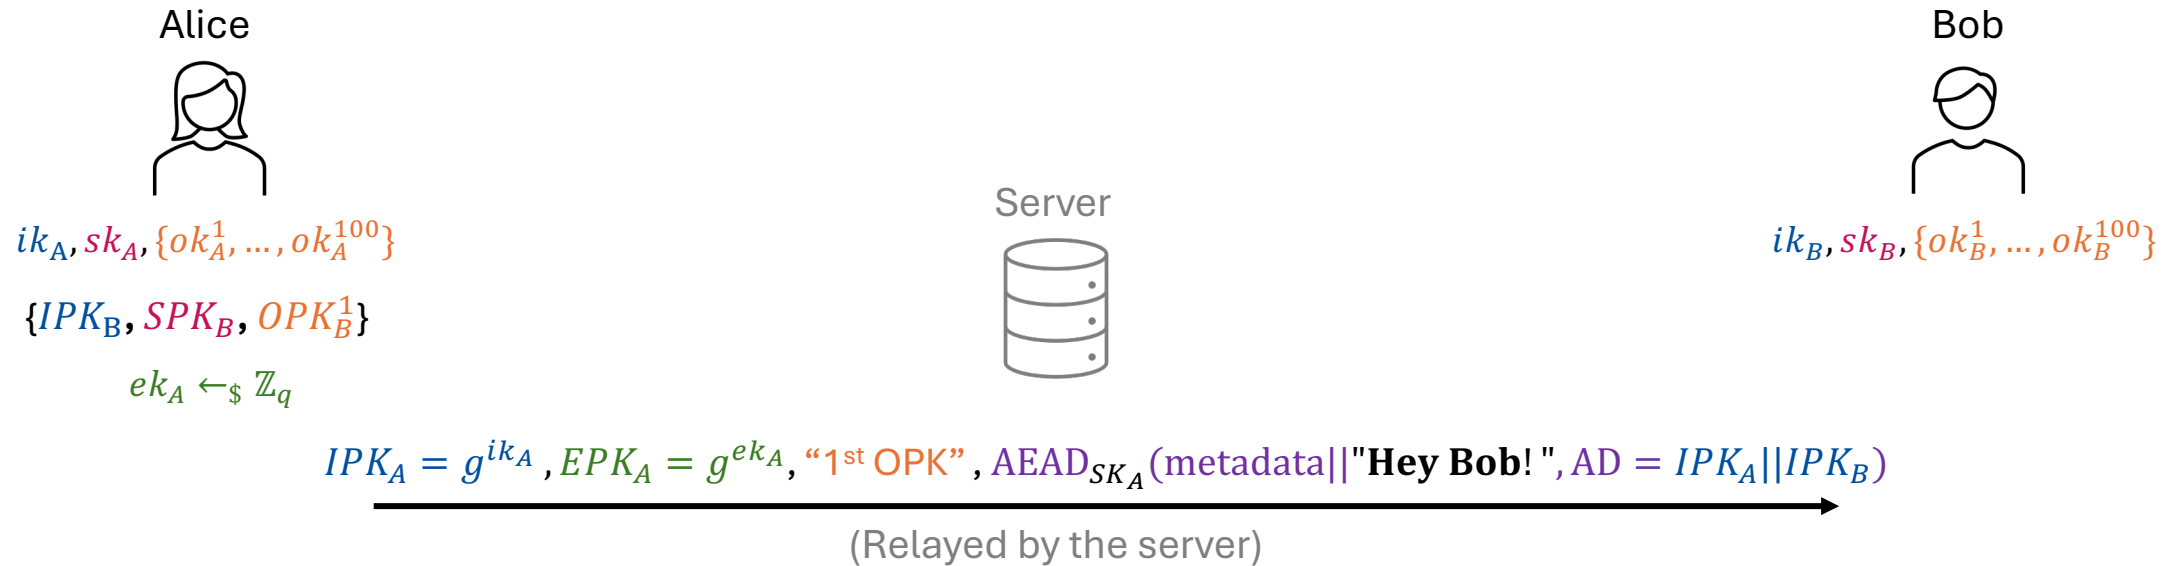 Alice
Bob
Server
𝑖𝑘_A, 𝑠𝑘_𝐴, {𝑜𝑘_𝐴^1, … , 𝑜𝑘_𝐴^100}
𝑖𝑘_𝐵, 𝑠𝑘_𝐵, {𝑜𝑘_𝐵^1, … , 𝑜𝑘_𝐵^100}
{𝐼𝑃𝐾_B, 𝑆𝑃𝐾_𝐵, 𝑂𝑃𝐾_𝐵^1}
𝑒𝑘_𝐴 ←_$ ℤ_𝑞
𝐼𝑃𝐾_𝐴 = 𝑔^{𝑖𝑘_𝐴} , 𝐸𝑃𝐾_𝐴 = 𝑔^{𝑒𝑘_𝐴}, “1st OPK” , AEAD_{𝑆𝐾_𝐴}(metadata||"Hey Bob! ", AD = 𝐼𝑃𝐾_𝐴||𝐼𝑃𝐾_𝐵)
(Relayed by the server)